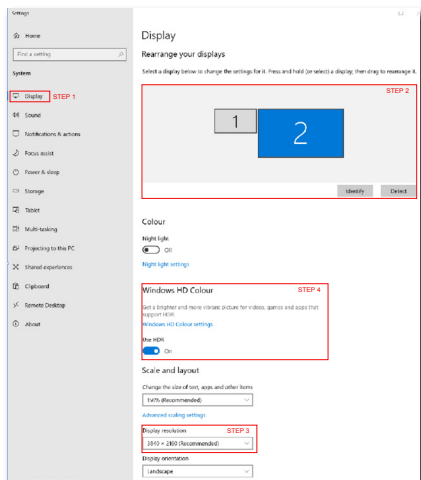 Settings
Home
Find a setting
System
Display STEP 1
Sound
Notifications & actions
Focus assist
Power & sleep
Storage
Tablet
Multi-tasking
Projecting to this PC
Shared experiences
Clipboard
Remote Desktop
About
Display
Rearrange your displays
Select a display below to change the settings for it. Press and hold (or select) a display, then drag to rearrange it.
STEP 2
1
2
Identify Detect
Colour
Night light
Off
Night light settings
Windows HD Colour STEP 4
Get a brighter and more vibrant picture for videos, games and apps that
support HDR.
Windows HD Colour settings
Use HDR
On
Scale and layout
Change the size of text, apps and other items
(Recommended)
Advanced scaling settings
Display resolution STEP 3
3840 × 2160 (Recommended)
Display orientation
Landscape